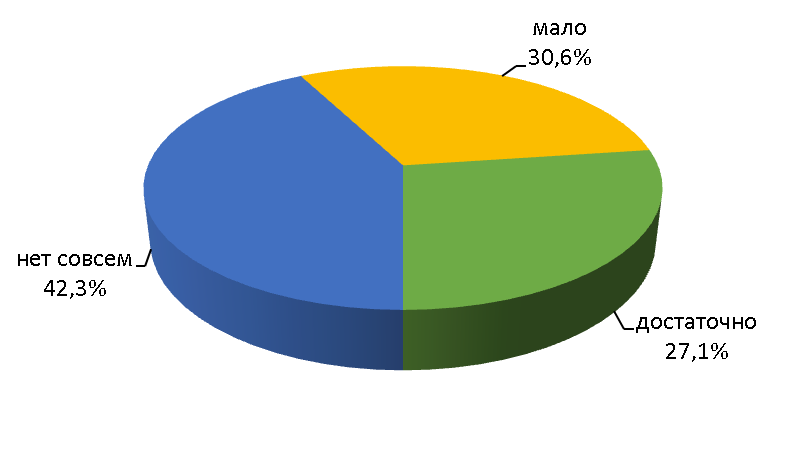 мало
30,6%
нет совсем
42,3%
достаточно
27,1%